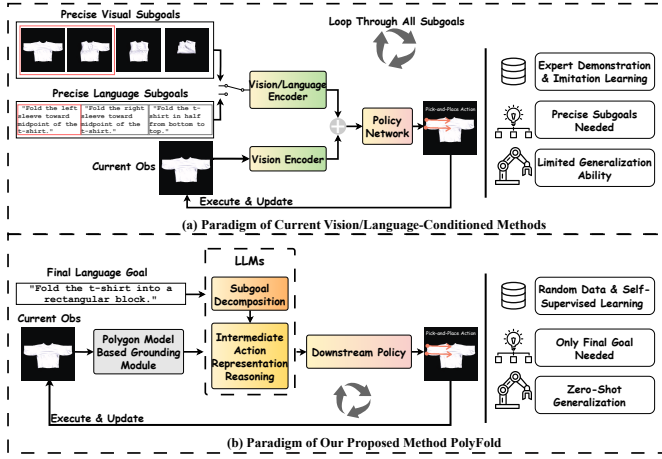 Precise Visual Subgoals
Loop Through All Subgoals
Precise Language Subgoals
"Fold the left
sleeve toward
midpoint of the
t-shirt."
"Fold the right
sleeve toward
midpoint of the
t-shirt."
"Fold the t-
shirt in half
from bottom to
top."
Vision/Language
Encoder
Current Obs
Vision Encoder
Policy
Network
Pick-and-Place Action
Execute & Update
Expert Demonstration
& Imitation Learning
Precise Subgoals
Needed
Limited Generalization
Ability
(a) Paradigm of Current Vision/Language-Conditioned Methods
Final Language Goal
"Fold the t-shirt into a
rectangular block."
Current Obs
Polygon Model
Based Grounding
Module
LLMs
Subgoal
Decomposition
Intermediate
Action
Representation
Reasoning
Downstream Policy
Pick-and-Place Action
Execute & Update
Random Data & Self-
Supervised Learning
Only Final Goal
Needed
Zero-Shot
Generalization
(b) Paradigm of Our Proposed Method PolyFold